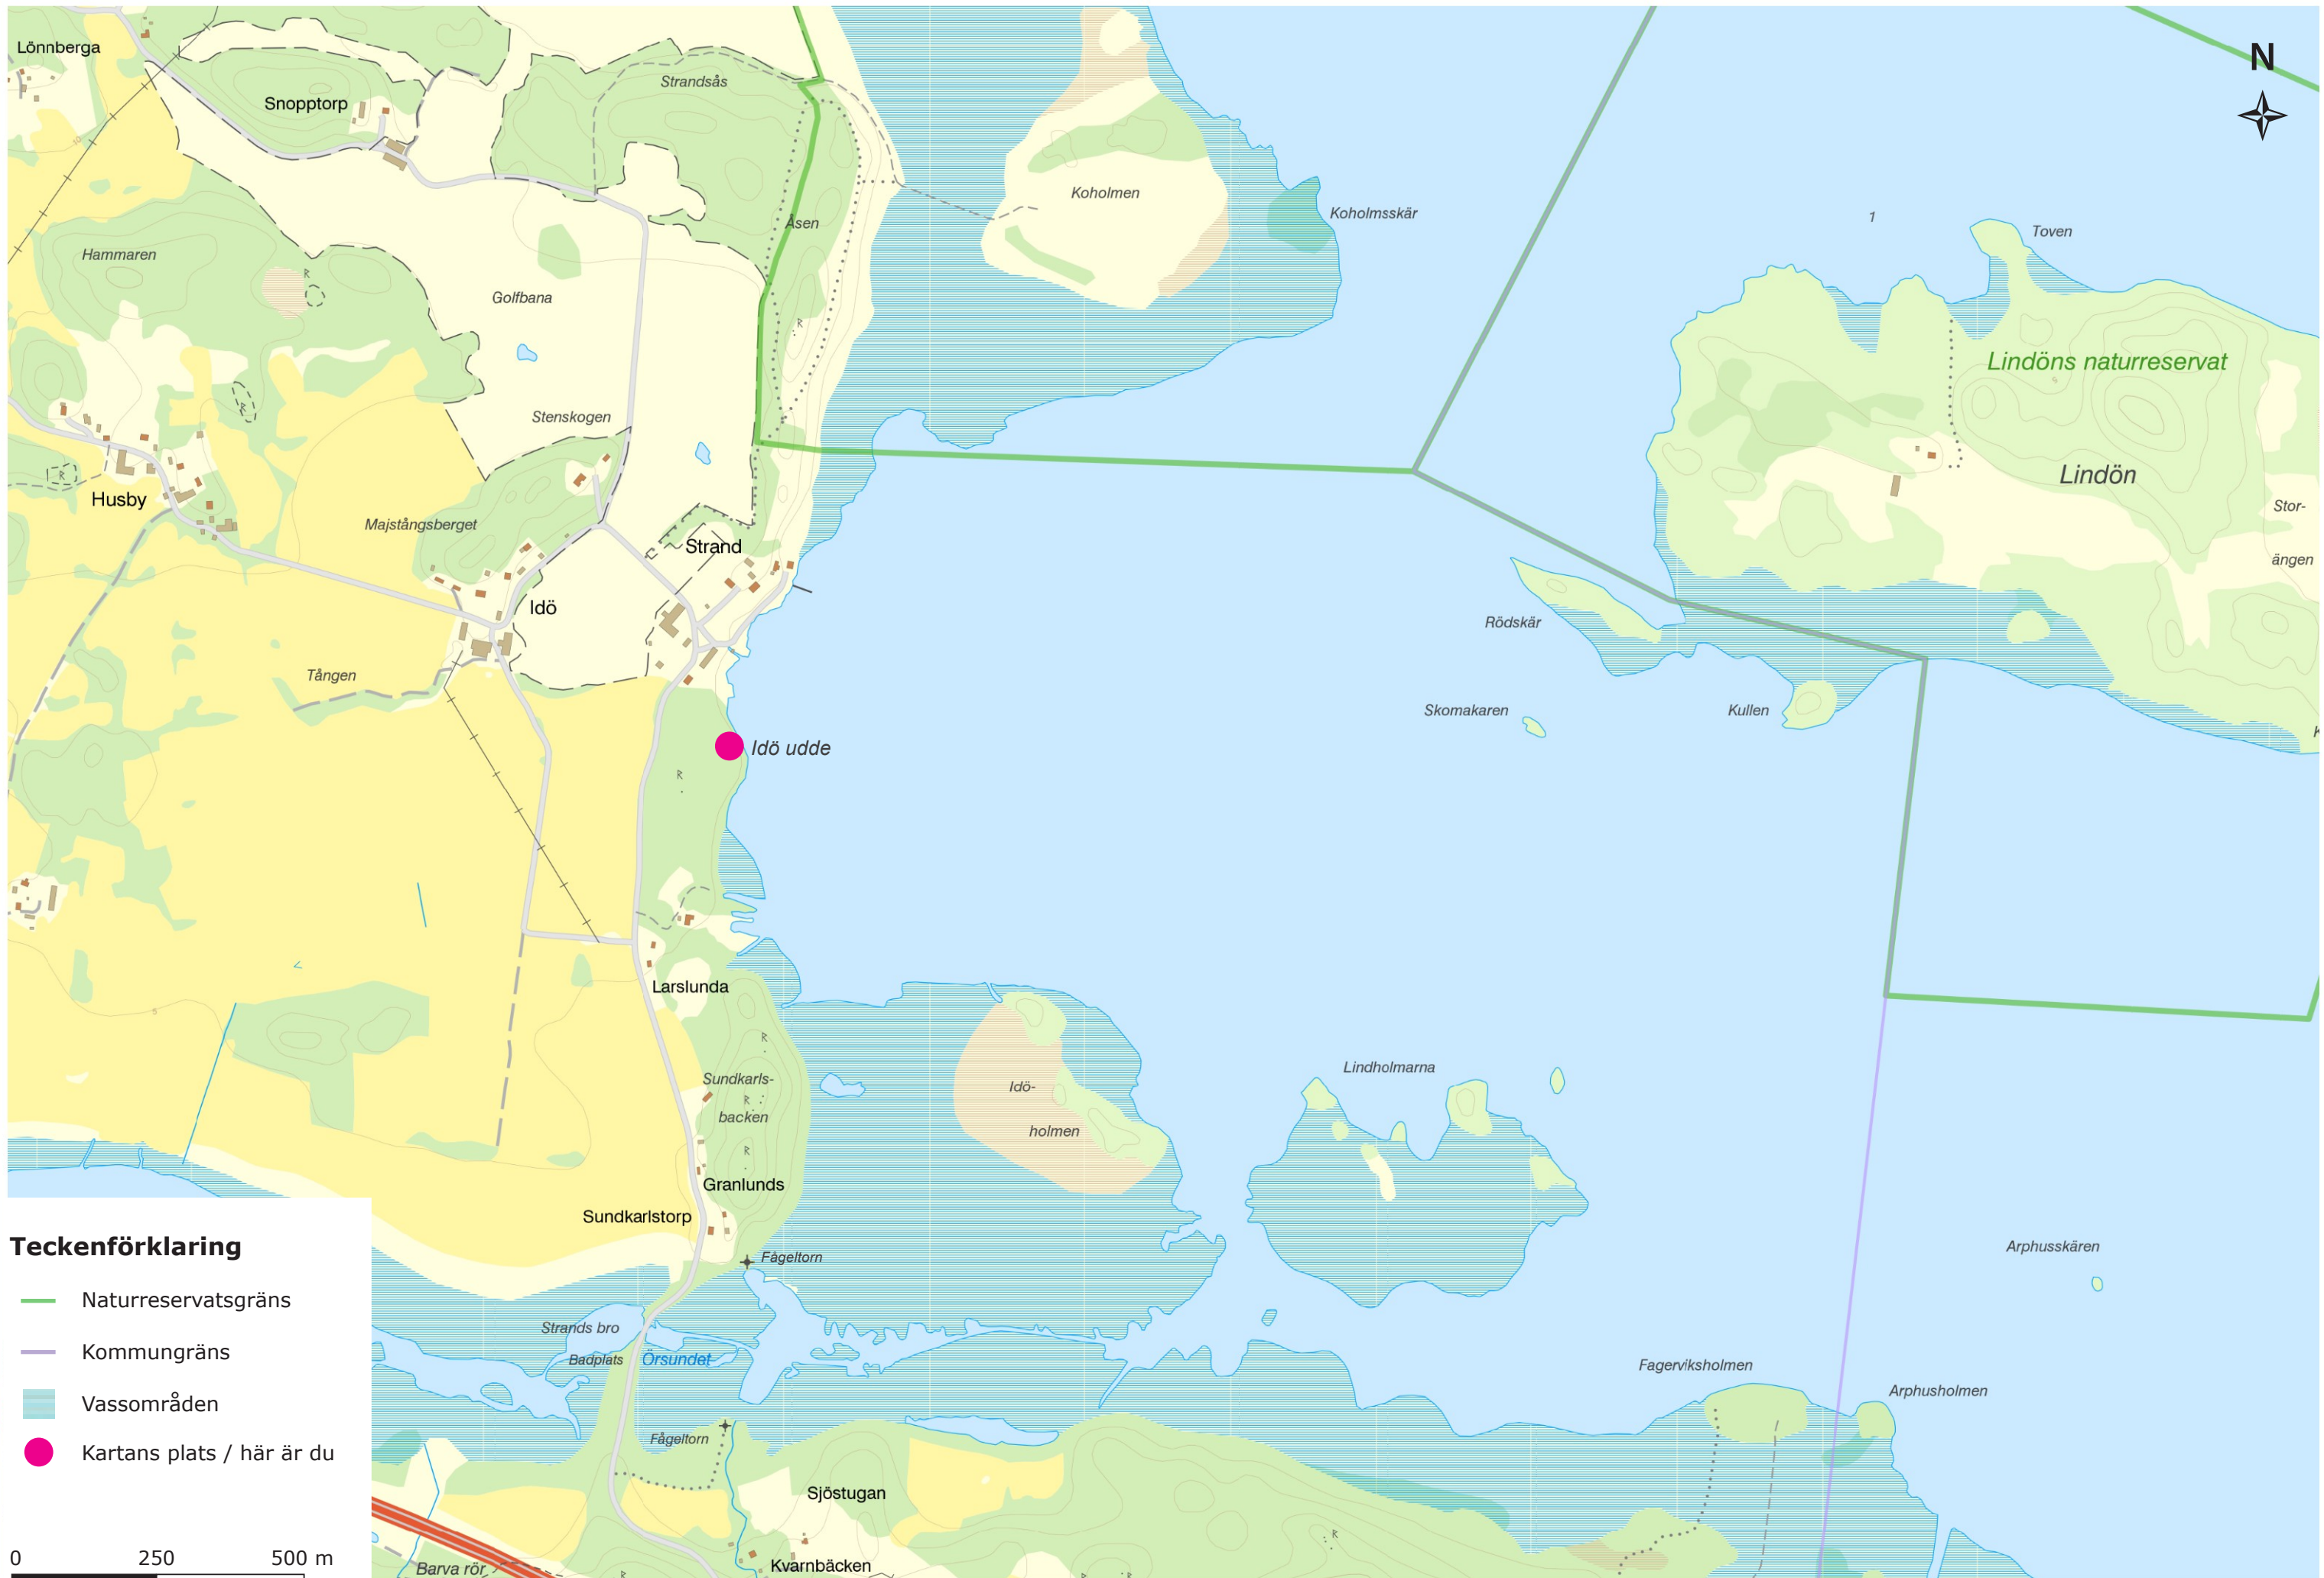 Lönnberga
N
Strandsås
Snopptorp
Koholmen
Koholmsskär
1
Åsen
Toven
Hammaren
R
Golfbana
R
Lindöns naturreservat
R
Stenskogen
R
Lindön
Husby
Stor-
Majstångsberget
Strand
ängen
Idö
Rödskär
Tången
Skomakaren
Kullen
Idö udde
R
Larslunda
5
R
Lindholmarna
Sundkarls-
Idö-
R
backen
holmen
R
Granlunds
Sundkarlstorp
Teckenförklaring
Arphusskären
Fågeltorn
Naturreservatsgräns
Strands bro
Kommungräns
Badplats
Örsundet
Fagerviksholmen
Arphusholmen
Vassområden
Fågeltorn
Kartans plats / här är du
Sjöstugan
R
0 250 500 m
Barva rör
Kvarnbäcken